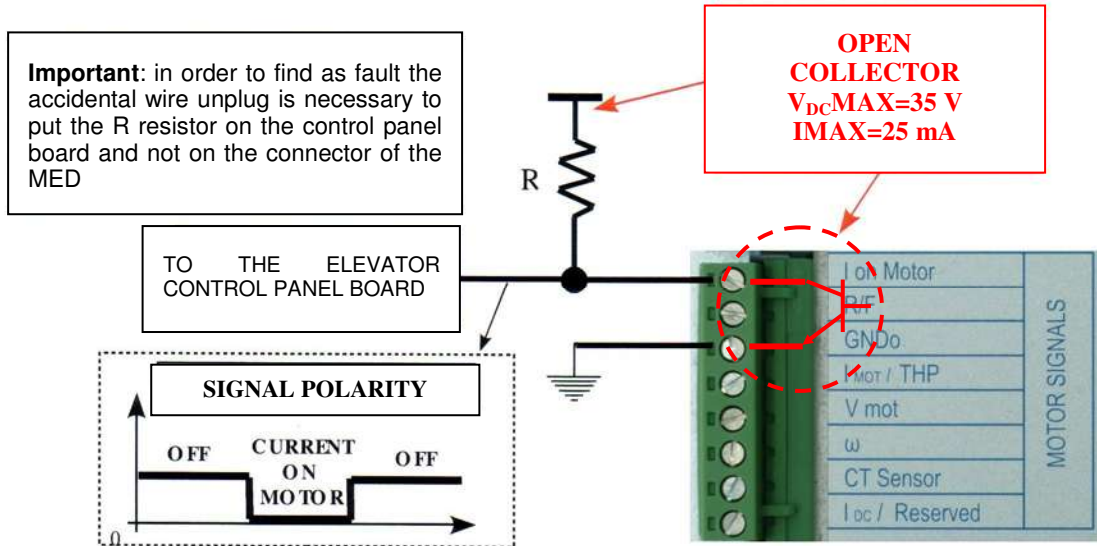 Important: in order to find as fault the
accidental wire unplug is necessary to
put the R resistor on the control panel
board and not on the connector of the
MED
OPEN
COLLECTOR
VDCMAX=35 V
IMAX=25 mA
R
TO THE ELEVATOR
CONTROL PANEL BOARD
SIGNAL POLARITY
OFF
CURRENT
ON
MOTOR
OFF
0
I on Motor
R/F
GNDo
I MOT / THP
V mot
ω
CT Sensor
I DC / Reserved
MOTOR SIGNALS